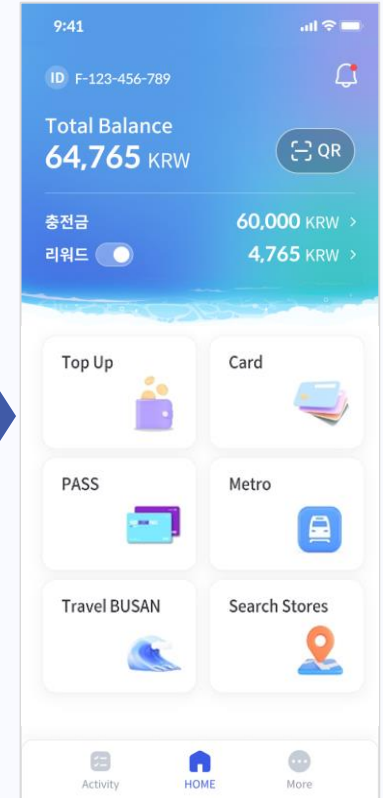 9:41
ID F-123-456-789
Total Balance
64,765 KRW
QR
충전금 60,000 KRW >
리워드 4,765 KRW >
Top Up Card
PASS Metro
Travel BUSAN Search Stores
Activity HOME More